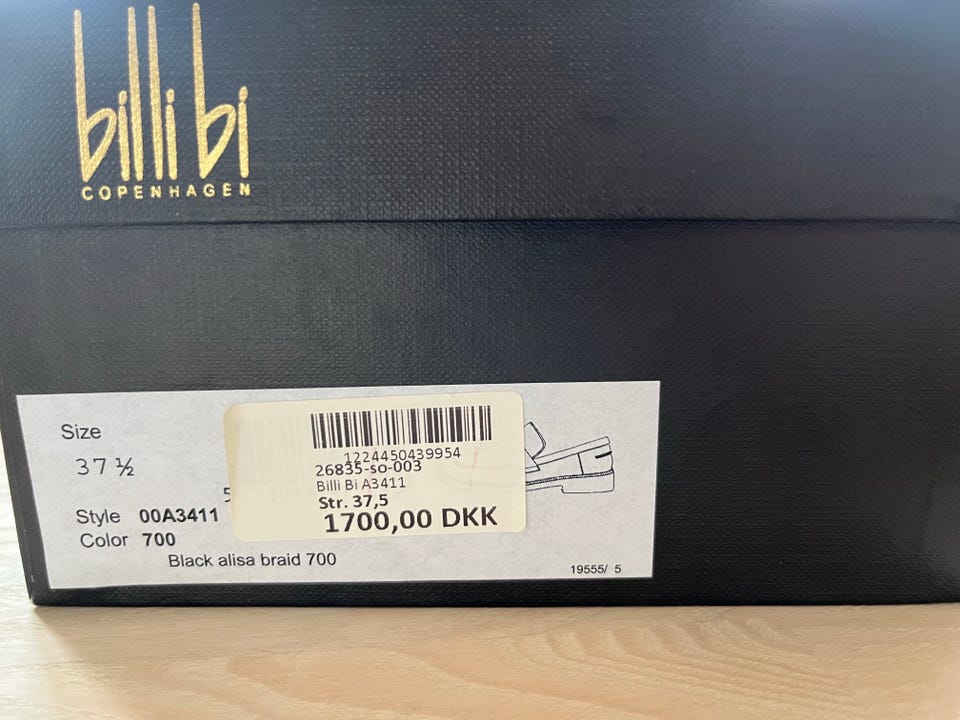 billi bi
COPENHAGEN
Size
37 ½
Style 00A3411
Color 700
Black alisa braid 700
1224450439954
26835-so-003
Billi Bi A3411
Str. 37,5
1700,00 DKK
19555/ 5